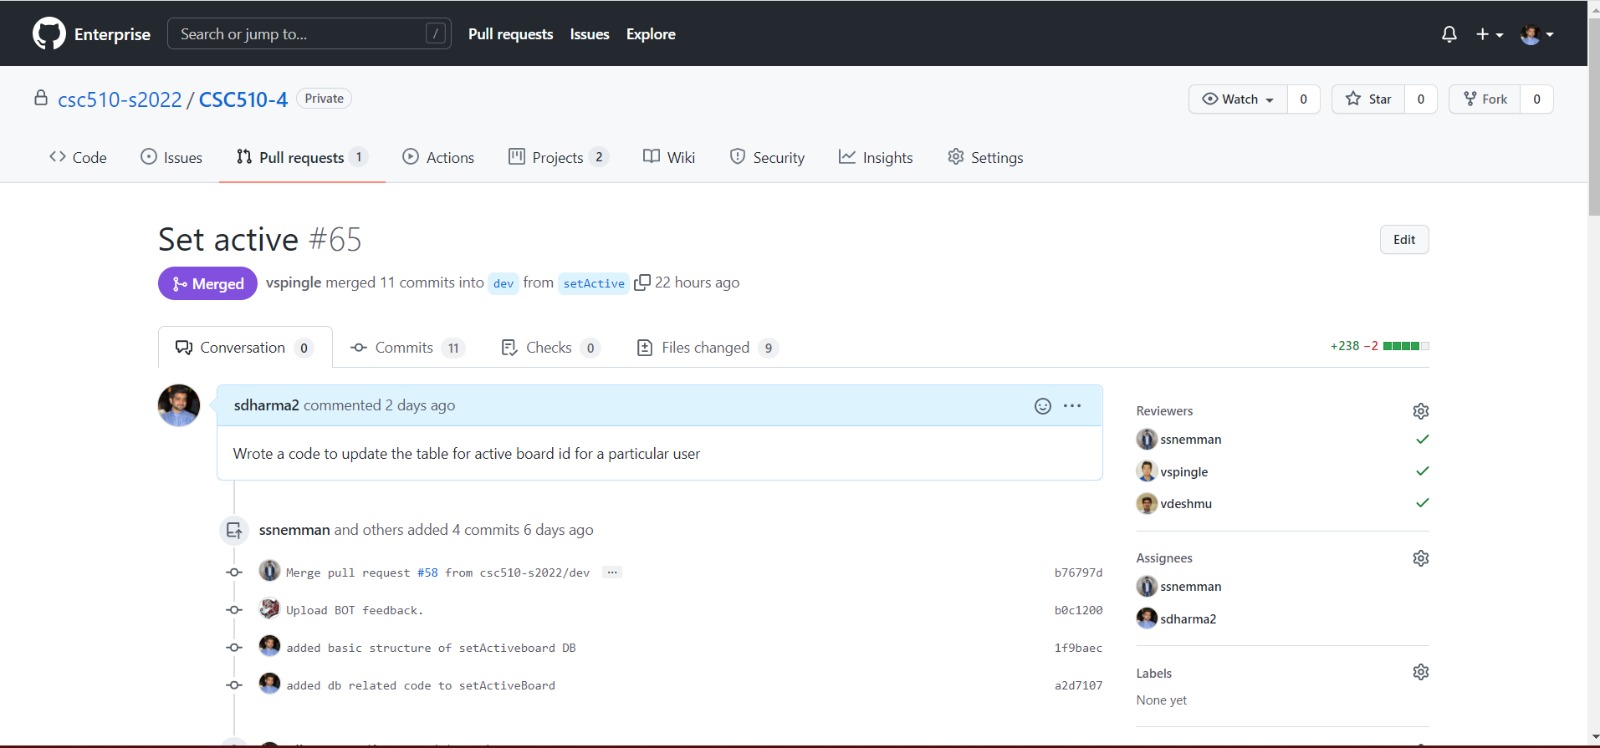 Enterprise Search or jump to... / Pull requests Issues Explore
csc510-s2022 / CSC510-4 Private Watch 0 Star 0 Fork 0
Code Issues Pull requests 1 Actions Projects 2 Wiki Security Insights Settings
Set active #65 Edit
Merged vspingle merged 11 commits into dev from setActive 22 hours ago
Conversation 0 Commits 11 Checks 0 Files changed 9 +238 −2
sdharma2 commented 2 days ago
Wrote a code to update the table for active board id for a particular user
ssnemman and others added 4 commits 6 days ago
Merge pull request #58 from csc510-s2022/dev ... b76797d
Upload BOT feedback. b0c1200
added basic structure of setActiveboard DB 1f9baec
added db related code to setActiveBoard a2d7107
Reviewers
ssnemman
vspingle
vdeshmu
Assignees
ssnemman
sdharma2
Labels
None yet